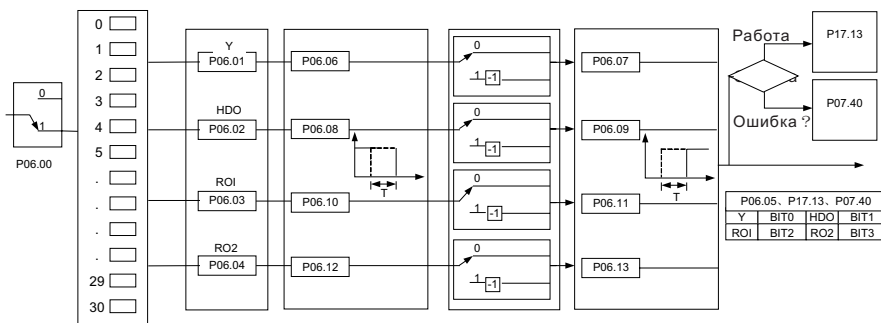 0
1
2
3
4
5
.
.
.
.
29
30
0
1
P06.00
Y
P06.01
HDO
P06.02
ROI
P06.03
RO2
P06.04
P06.06
P06.08
T
P06.10
P06.12
0
1 -1
0
1 -1
0
1 -1
0
1 -1
P06.07
P06.09
T
P06.11
P06.13
Работа
Ошибка ?
P17.13
P07.40
P06.05、P17.13、P07.40
Y BIT0 HDO BIT1
ROI BIT2 RO2 BIT3